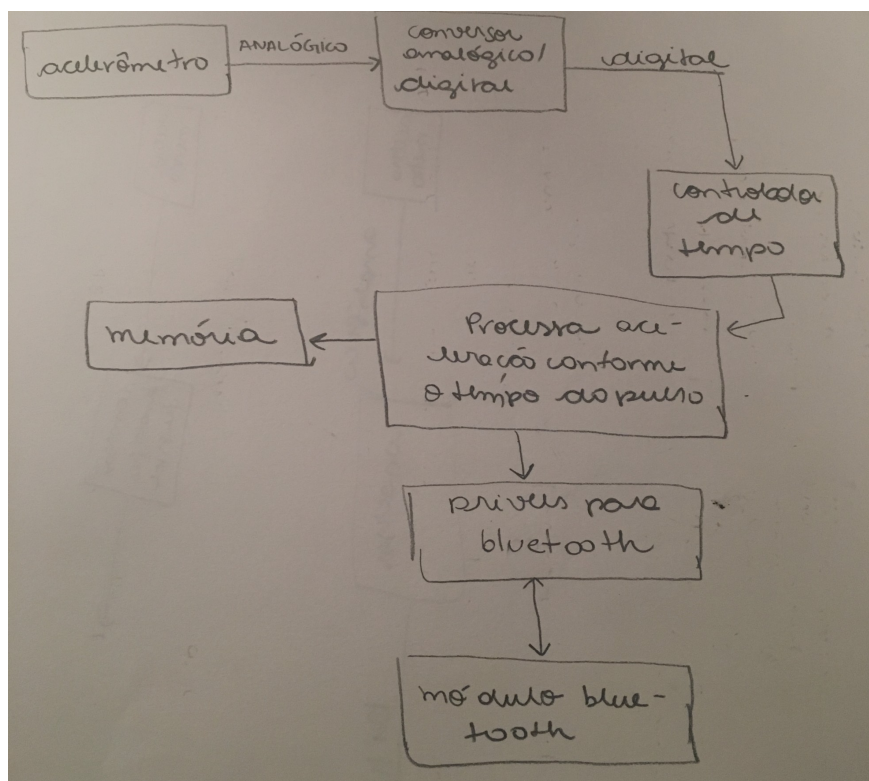 acelerômetro
ANALÓGICO
conversor
analógico/
digital
digital
controlador
de
tempo
memória
Processa ace-
leração conforme
o tempo do pulso
drivers para
bluetooth
módulo blue-
tooth